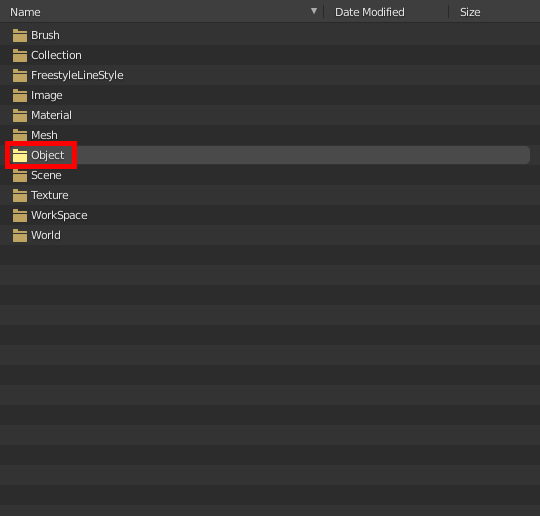 Name Date Modified Size
Brush
Collection
FreestyleLineStyle
Image
Material
Mesh
Object
Scene
Texture
WorkSpace
World